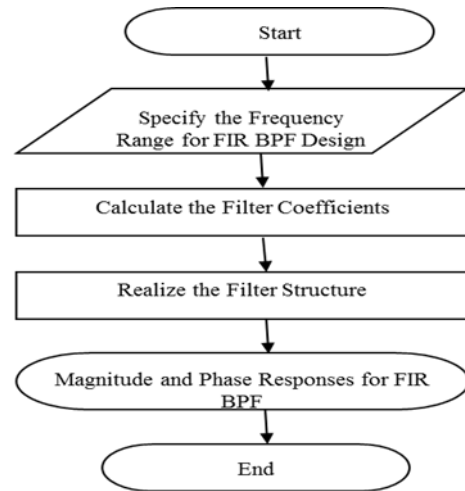 Start
Specify the Frequency
Range for FIR BPF Design
Calculate the Filter Coefficients
Realize the Filter Structure
Magnitude and Phase Responses for FIR
BPF
End